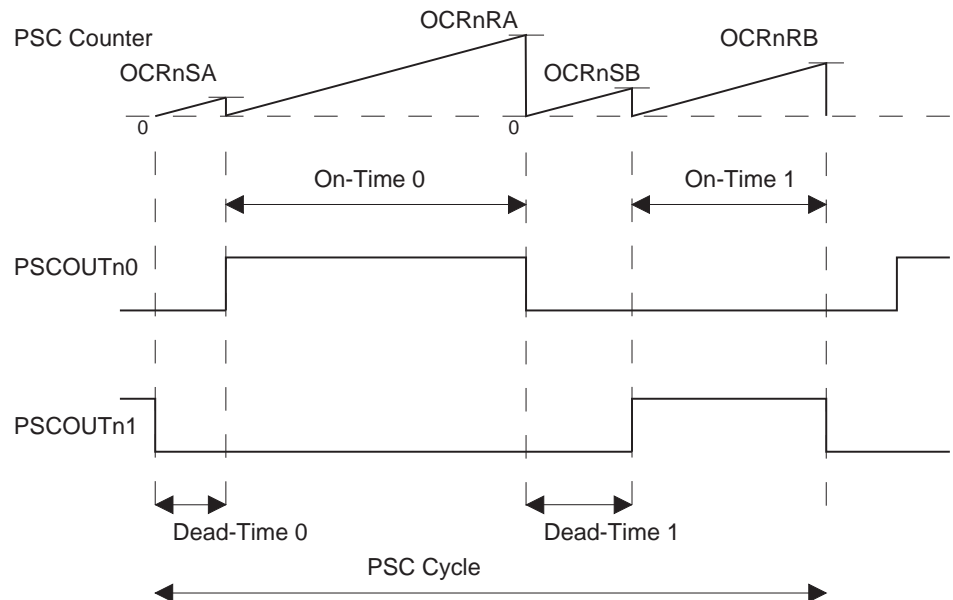 OCRnRA
PSC Counter
OCRnRB
OCRnSA
OCRnSB
0
0
On-Time 0
On-Time 1
PSCOUTn0
PSCOUTn1
Dead-Time 0
Dead-Time 1
PSC Cycle